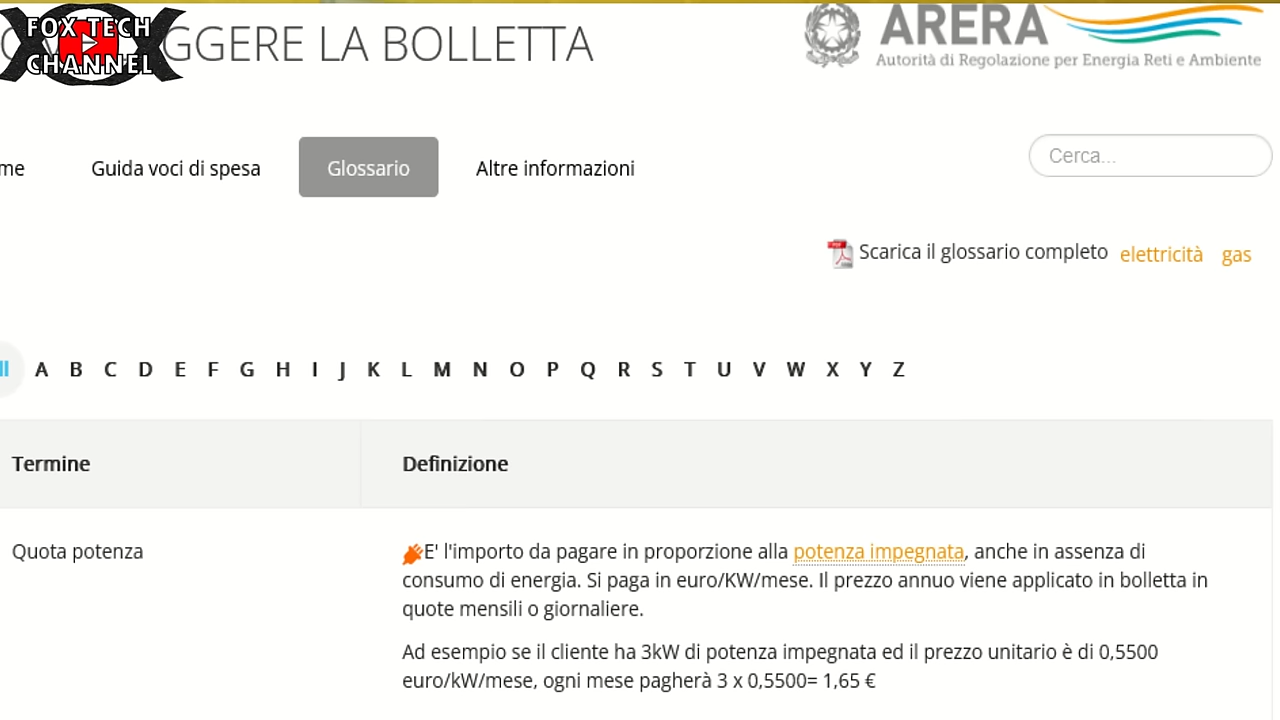 FOX TECH
CHANNEL
GGERE LA BOLLETTA
ARERA
Autorità di Regolazione per Energia Reti e Ambiente
me
Guida voci di spesa
Glossario
Altre informazioni
Cerca...
Scarica il glossario completo elettricità gas
ll A B C D E F G H I J K L M N O P Q R S T U V W X Y Z
Termine
Definizione
Quota potenza
E' l'importo da pagare in proporzione alla potenza impegnata, anche in assenza di
consumo di energia. Si paga in euro/KW/mese. Il prezzo annuo viene applicato in bolletta in
quote mensili o giornaliere.
Ad esempio se il cliente ha 3kW di potenza impegnata ed il prezzo unitario è di 0,5500
euro/kW/mese, ogni mese pagherà 3 x 0,5500= 1,65 €